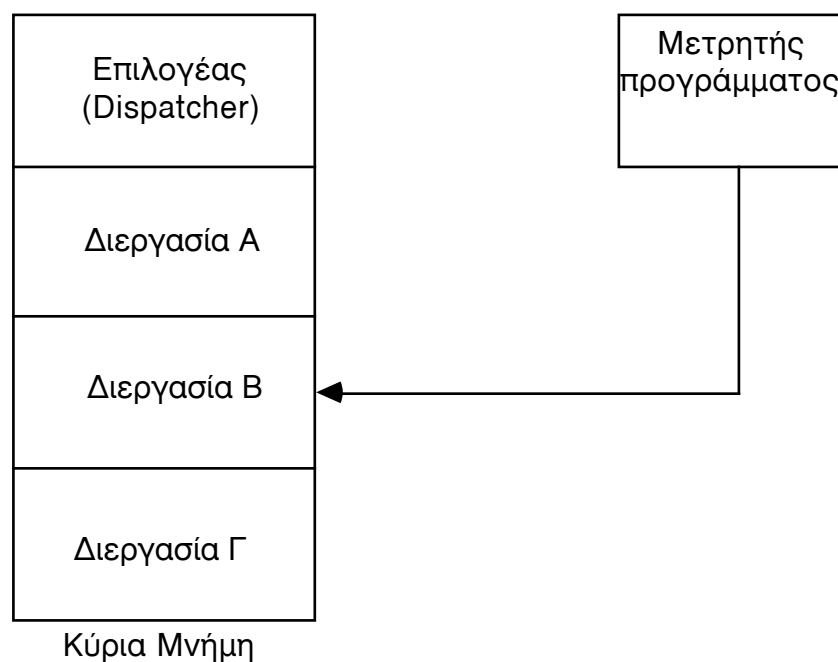 Επιλογέας
(Dispatcher)
Μετρητής
προγράμματος
Διεργασία Α
Διεργασία Β
Διεργασία Γ
Κύρια Μνήμη